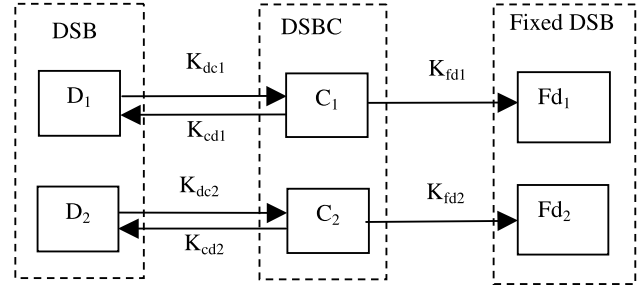 DSB
DSBC
Fixed DSB
K_dc1
K_fd1
D_1
C_1
Fd_1
K_cd1
K_dc2
K_fd2
D_2
C_2
Fd_2
K_cd2